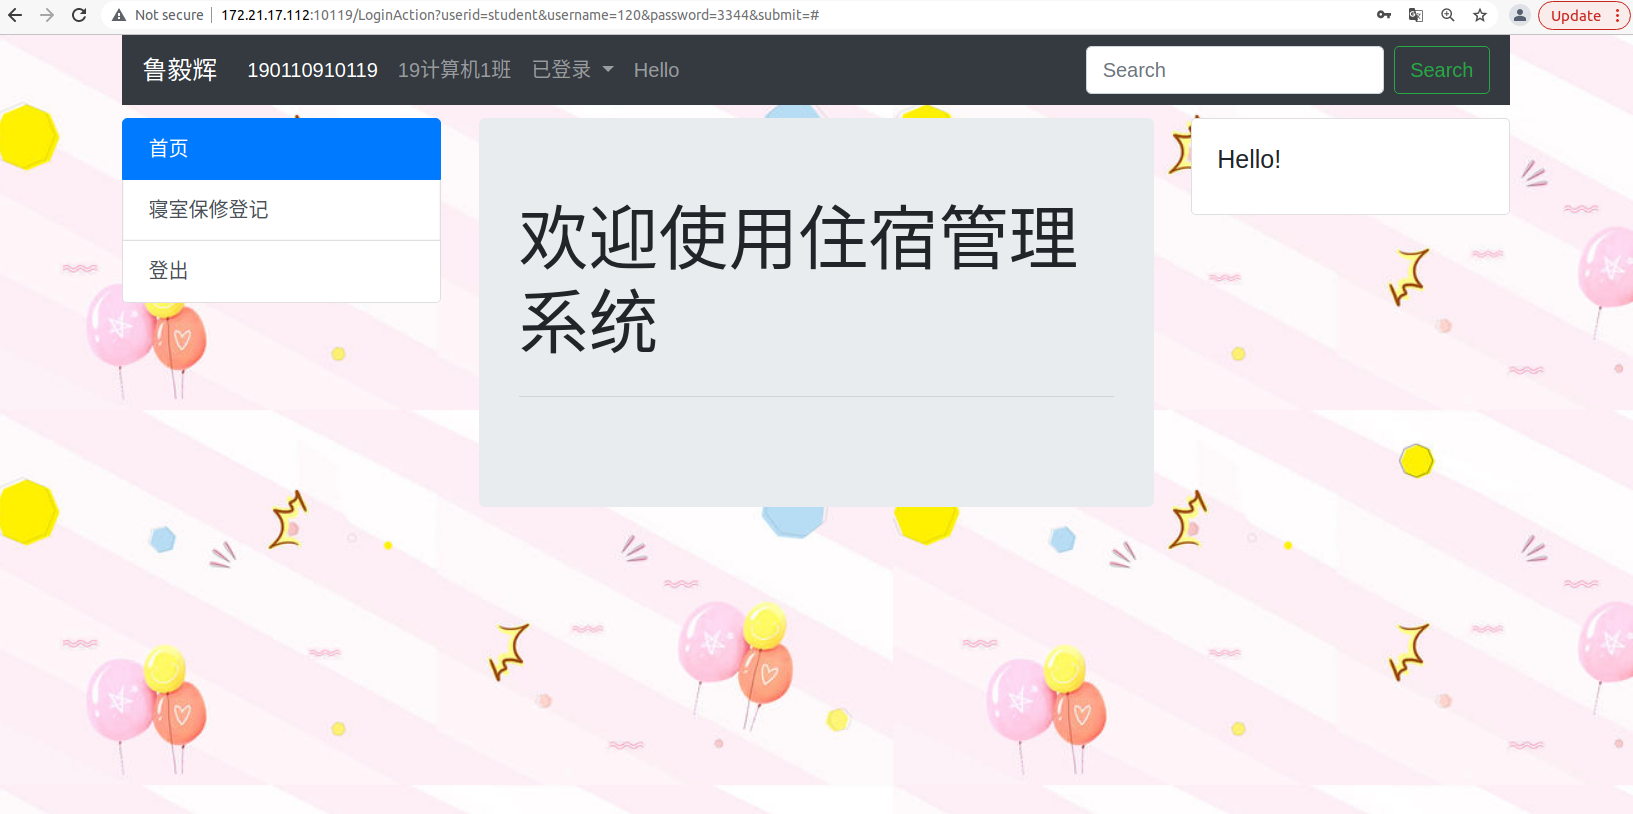 Not secure 172.21.17.112:10119/LoginAction?userid=student&username=120&password=3344&submit=# Update
鲁毅辉 190110910119 19计算机1班 已登录 Hello Search Search
首页
寝室保修登记
登出
欢迎使用住宿管理
系统
Hello!